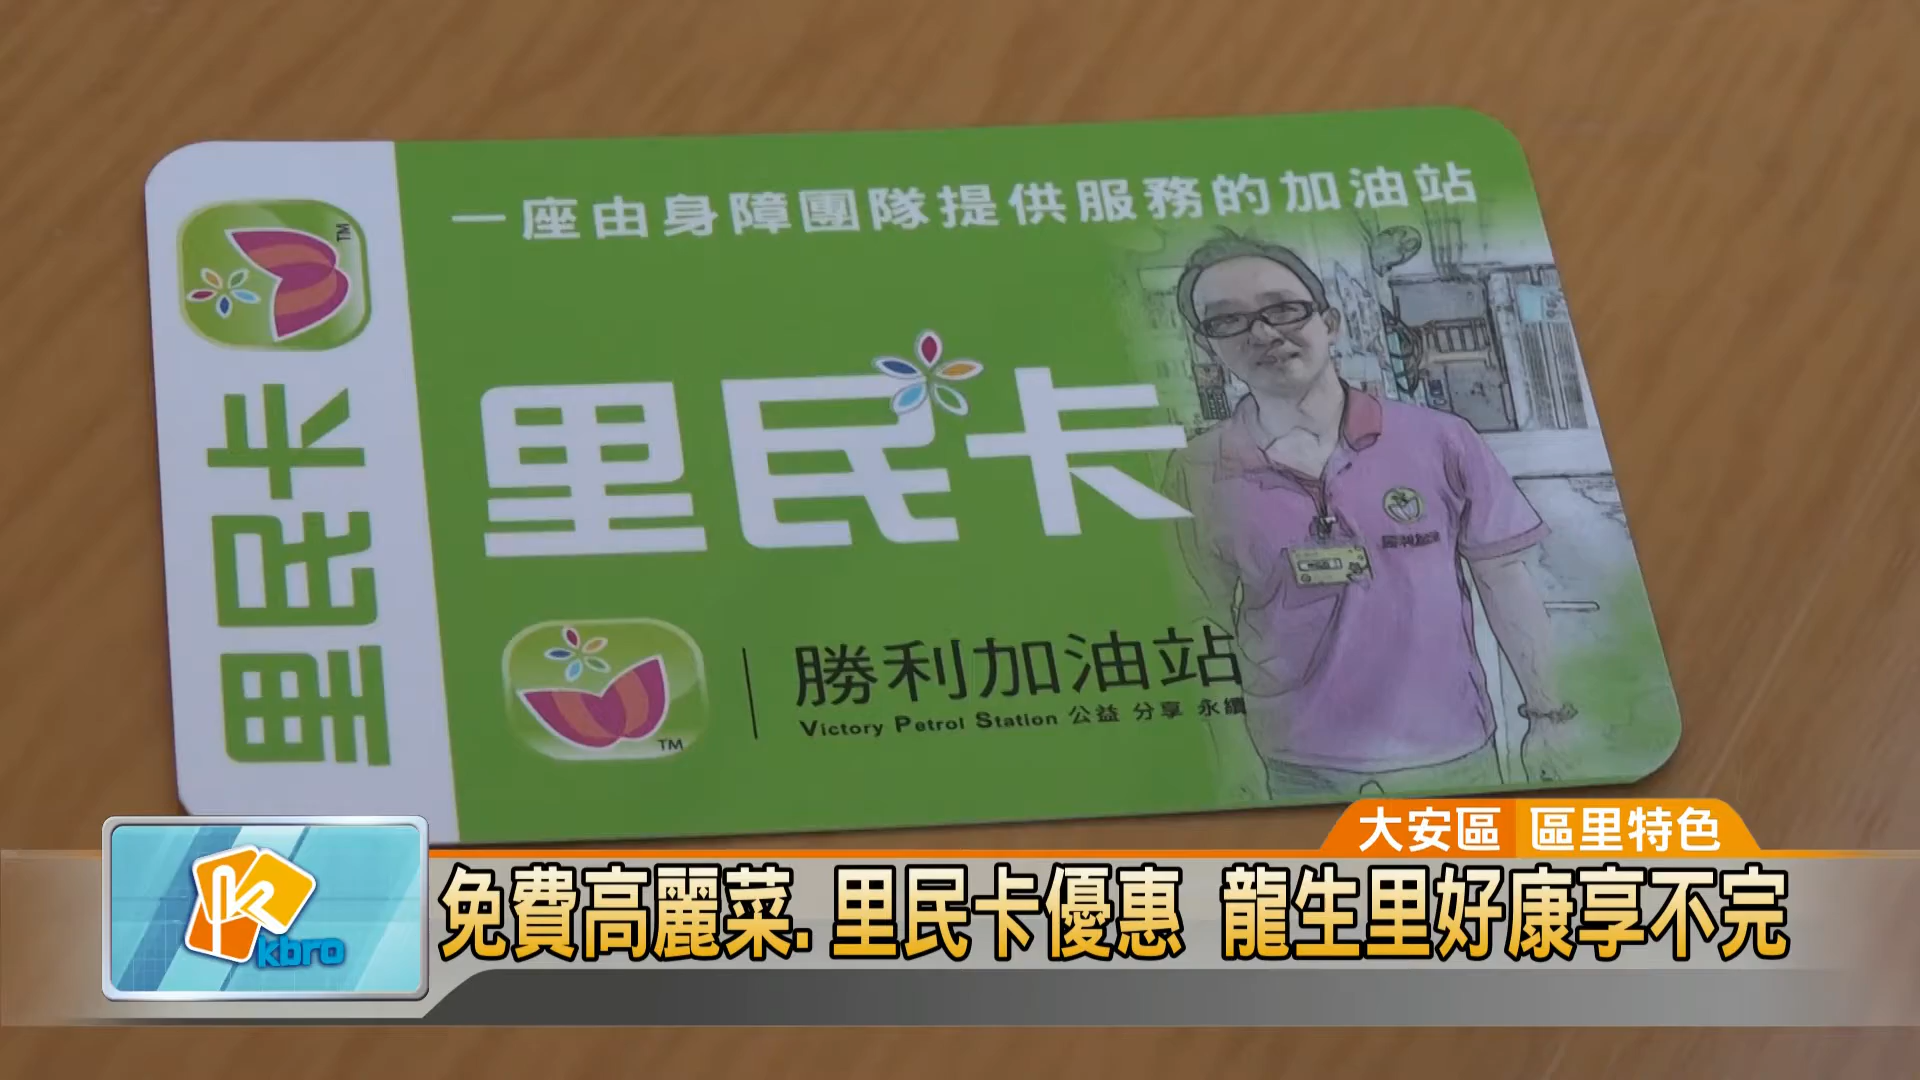 一座由身障團隊提供服務的加油站
里民卡
里民卡
TM
TM
勝利加油站
Victory Petrol Station 公益 分享 永續
大安區 區里特色
kbro
免費高麗菜.里民卡優惠 龍生里好康享不完